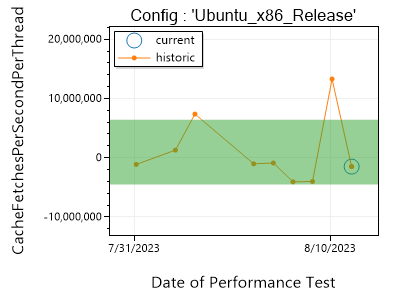 Config : 'Ubuntu_x86_Release'
current
historic
20,000,000
10,000,000
0
-10,000,000
CacheFetchesPerSecondPerThread
7/31/2023
8/10/2023
Date of Performance Test